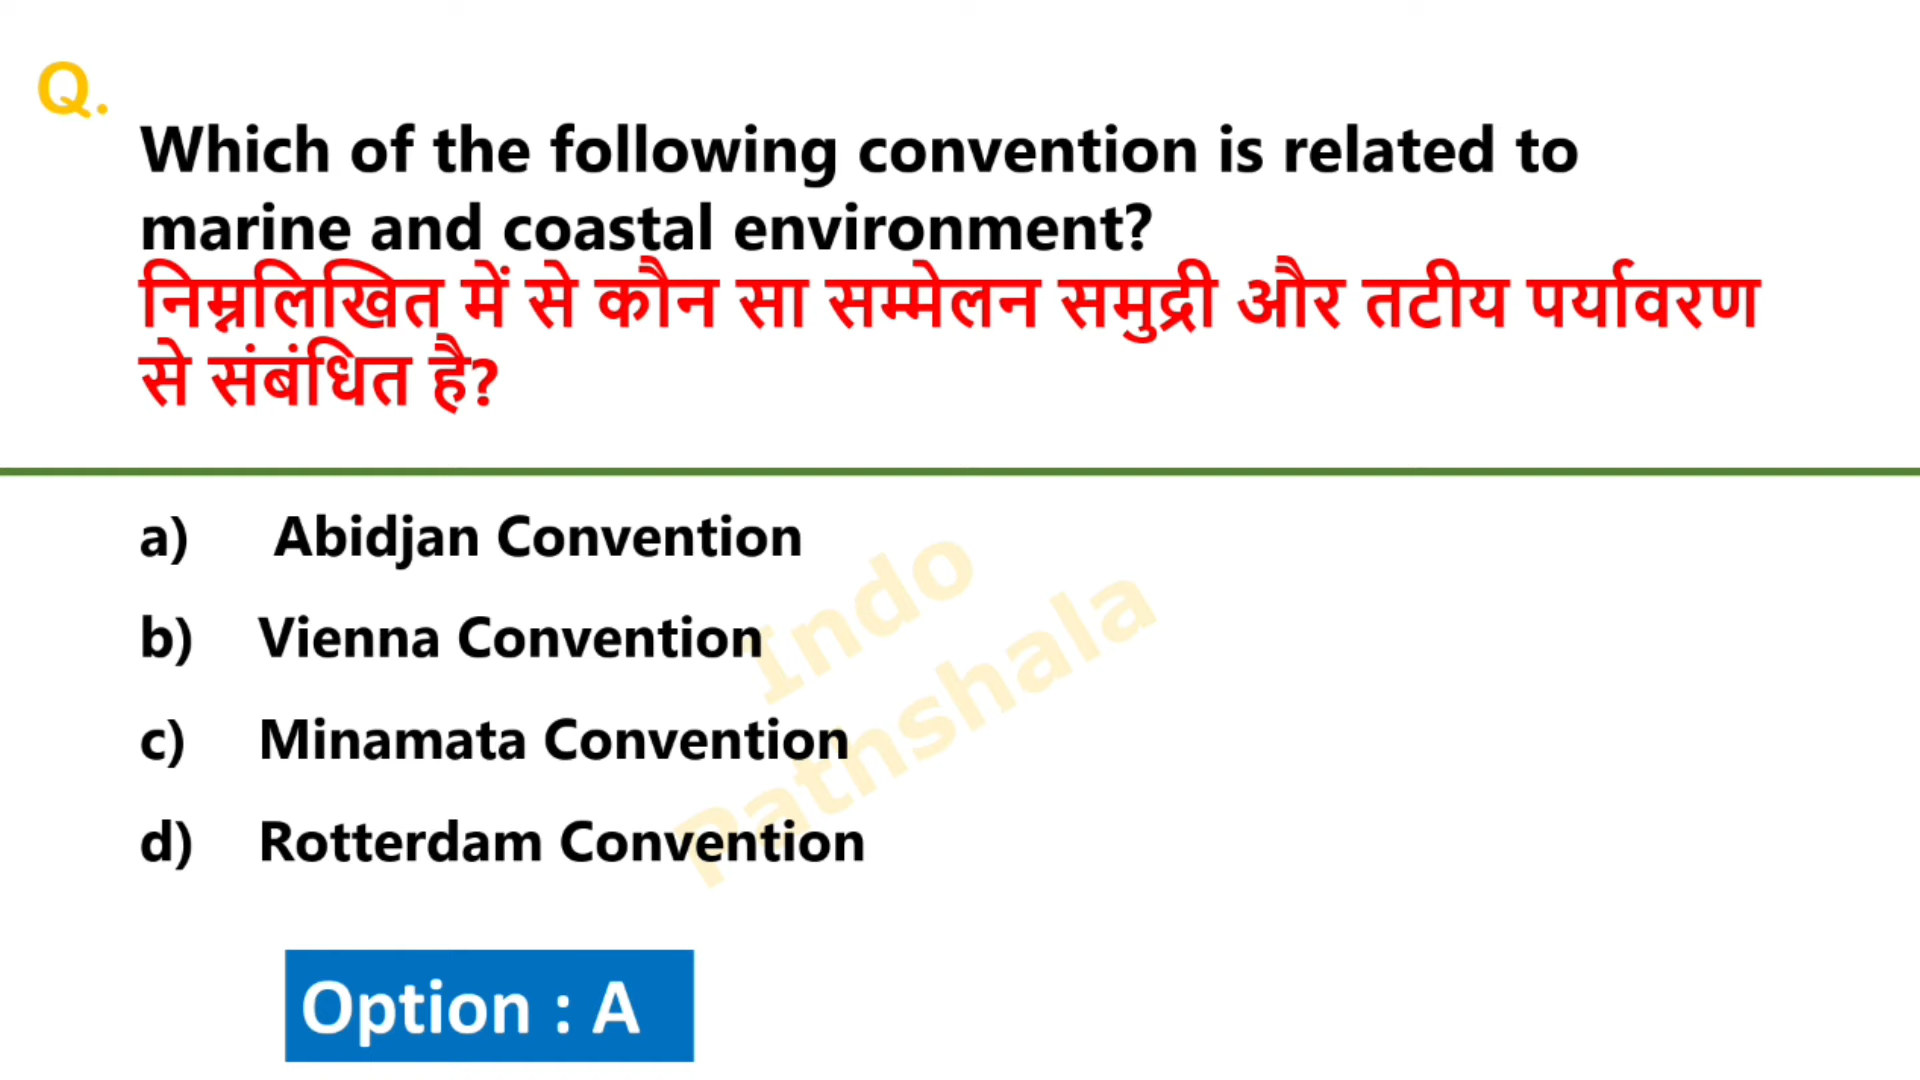 Q.
Which of the following convention is related to
marine and coastal environment?
निम्नलिखित में से कौन सा सम्मेलन समुद्री और तटीय पर्यावरण
से संबंधित है?
a) Abidjan Convention
b) Vienna Convention
c) Minamata Convention
d) Rotterdam Convention
Indo
Pathshala
Option : A